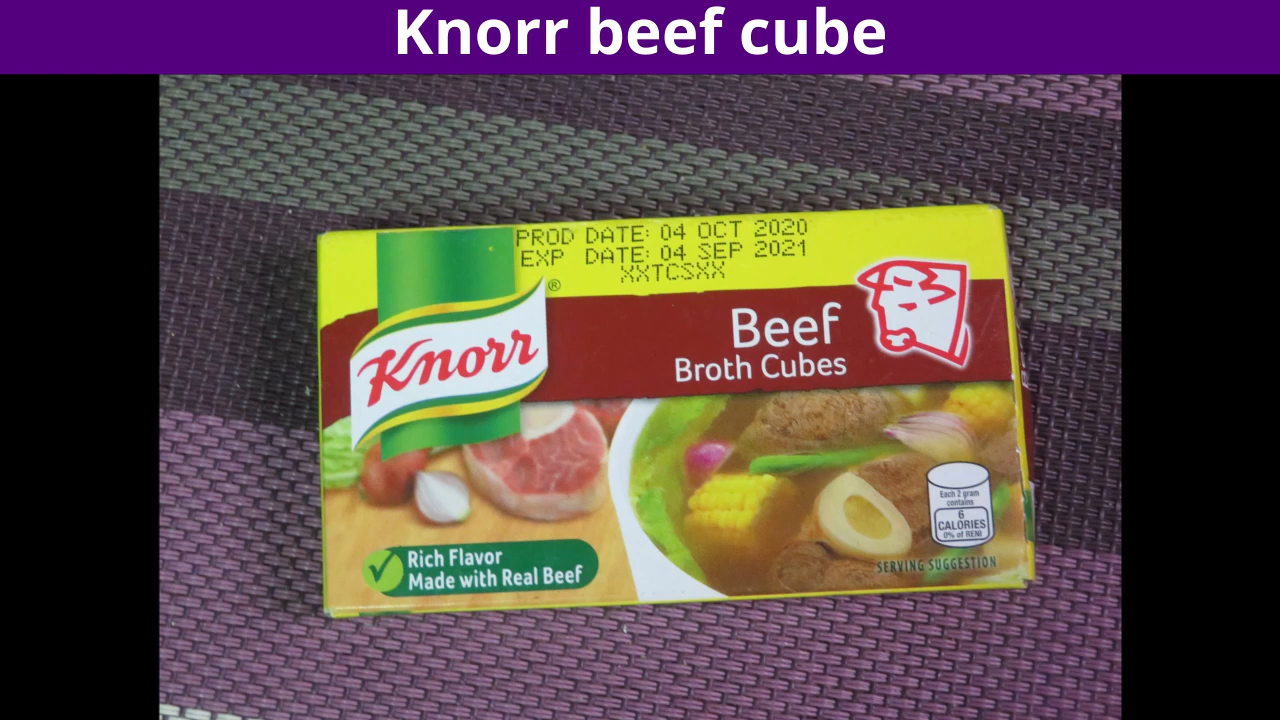 Knorr beef cube
PROD DATE: 04 OCT 2020
EXP DATE: 04 SEP 2021
XXTCSXX
Knorr®
Beef
Broth Cubes
Each 2 gram
contains
6
CALORIES
0% of RENI
SERVING SUGGESTION
Rich Flavor
Made with Real Beef